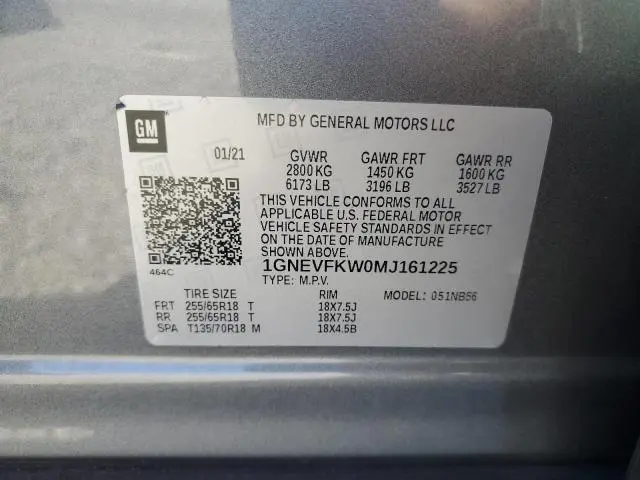 GM
MFD BY GENERAL MOTORS LLC
01/21 GVWR GAWR FRT GAWR RR
2800 KG 1450 KG 1600 KG
6173 LB 3196 LB 3527 LB
THIS VEHICLE CONFORMS TO ALL
APPLICABLE U.S. FEDERAL MOTOR
VEHICLE SAFETY STANDARDS IN EFFECT
ON THE DATE OF MANUFACTURE
SHOWN ABOVE.
464C
1GNEVFKW0MJ161225
TYPE: M.P.V.
TIRE SIZE RIM MODEL: 051NB56
FRT 255/65R18 T 18X7.5J
RR 255/65R18 T 18X7.5J
SPA T135/70R18 M 18X4.5B